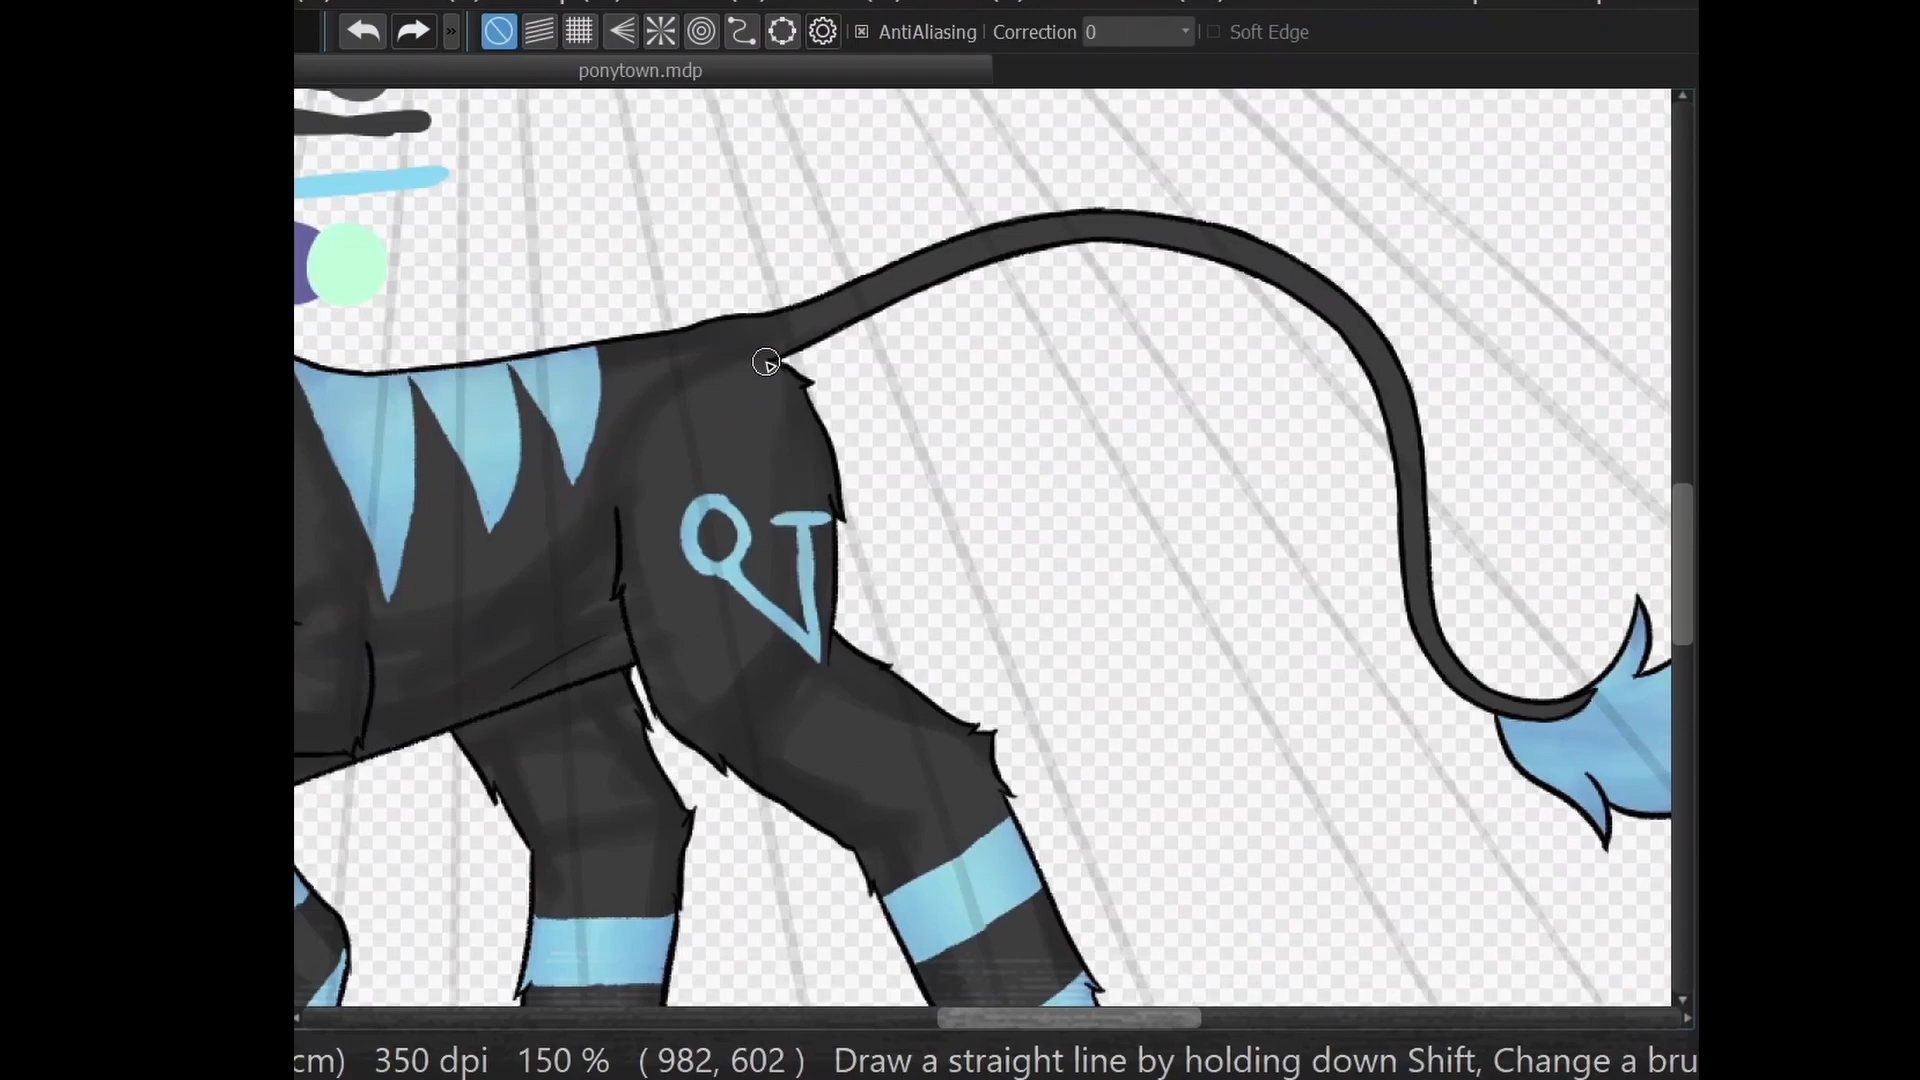 » AntiAliasing Correction 0 Soft Edge
ponytown.mdp
QT
cm) 350 dpi 150 % ( 982, 602 ) Draw a straight line by holding down Shift, Change a bru